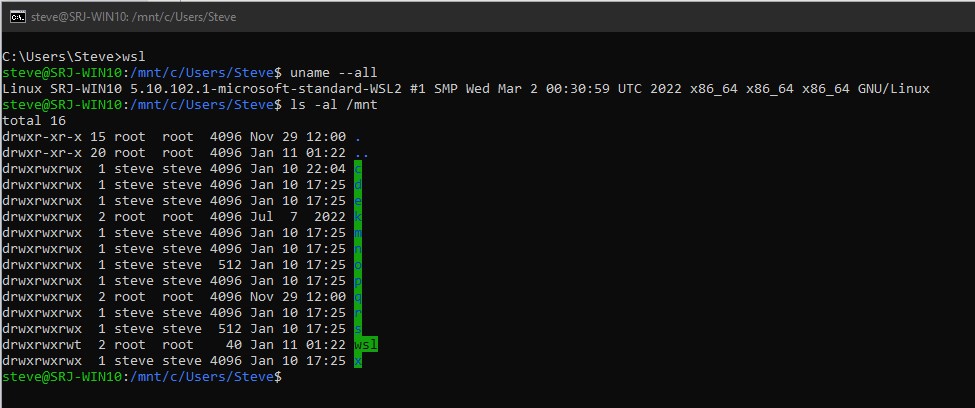 steve@SRJ-WIN10: /mnt/c/Users/Steve
C:\Users\Steve>wsl
steve@SRJ-WIN10:/mnt/c/Users/Steve$ uname --all
Linux SRJ-WIN10 5.10.102.1-microsoft-standard-WSL2 #1 SMP Wed Mar 2 00:30:59 UTC 2022 x86_64 x86_64 x86_64 GNU/Linux
steve@SRJ-WIN10:/mnt/c/Users/Steve$ ls -al /mnt
total 16
drwxr-xr-x 15 root  root  4096 Nov 29 12:00 .
drwxr-xr-x 20 root  root  4096 Jan 11 01:22 ..
drwxrwxrwx  1 steve steve 4096 Jan 10 22:04 c
drwxrwxrwx  1 steve steve 4096 Jan 10 17:25 d
drwxrwxrwx  1 steve steve 4096 Jan 10 17:25 e
drwxrwxrwx  2 root  root  4096 Jul  7  2022 k
drwxrwxrwx  1 steve steve 4096 Jan 10 17:25 m
drwxrwxrwx  1 steve steve 4096 Jan 10 17:25 n
drwxrwxrwx  1 steve steve  512 Jan 10 17:25 o
drwxrwxrwx  1 steve steve 4096 Jan 10 17:25 p
drwxrwxrwx  2 root  root  4096 Nov 29 12:00 q
drwxrwxrwx  1 steve steve 4096 Jan 10 17:25 r
drwxrwxrwx  1 steve steve  512 Jan 10 17:25 s
drwxrwxrwt  2 root  root    40 Jan 11 01:22 wsl
drwxrwxrwx  1 steve steve 4096 Jan 10 17:25 x
steve@SRJ-WIN10:/mnt/c/Users/Steve$